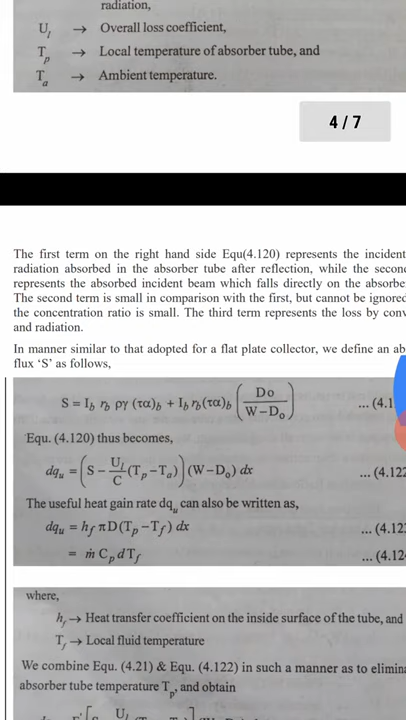 radiation,
U_l → Overall loss coefficient,
T_p → Local temperature of absorber tube, and
T_a → Ambient temperature.
4 / 7
The first term on the right hand side Equ(4.120) represents the incident
radiation absorbed in the absorber tube after reflection, while the secon
represents the absorbed incident beam which falls directly on the absorbe
The second term is small in comparison with the first, but cannot be ignored
the concentration ratio is small. The third term represents the loss by conv
and radiation.
In manner similar to that adopted for a flat plate collector, we define an ab
flux ‘S’ as follows,
S = I_b r_b ργ (τα)_b + I_b r_b (τα)_b (Do / W−D_o) ... (4.1
Equ. (4.120) thus becomes,
dq_u = (S − U_l/C (T_p − T_a)) (W − D_o) dx ... (4.122
The useful heat gain rate dq_u can also be written as,
dq_u = h_f πD(T_p − T_f) dx ... (4.12
= ṁ C_p dT_f ... (4.12
where,
h_f → Heat transfer coefficient on the inside surface of the tube, and
T_f → Local fluid temperature
We combine Equ. (4.21) & Equ. (4.122) in such a manner as to elimina
absorber tube temperature T_p, and obtain